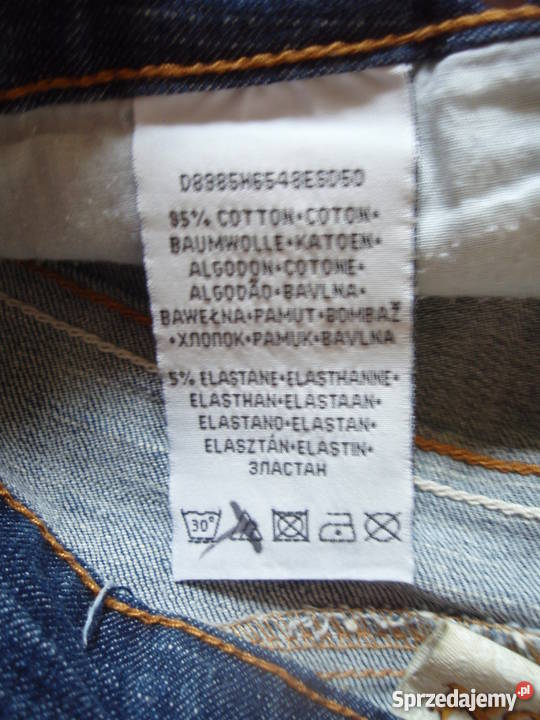 D8985H6548ESD50
95% COTTON•COTON•
BAUMWOLLE•KATOEN•
ALGODON•COTONE•
ALGODÃO•BAVLNA•
BAWEŁNA•PAMUT•BOMBAŽ
•ХЛОПОК•PAMUK•BAVLNA
5% ELASTANE•ELASTHANNE•
ELASTHAN•ELASTAAN•
ELASTANO•ELASTAN•
ELASZTÁN•ELASTIN•
ЭЛАСТАН
30°
Sprzedajemy.pl